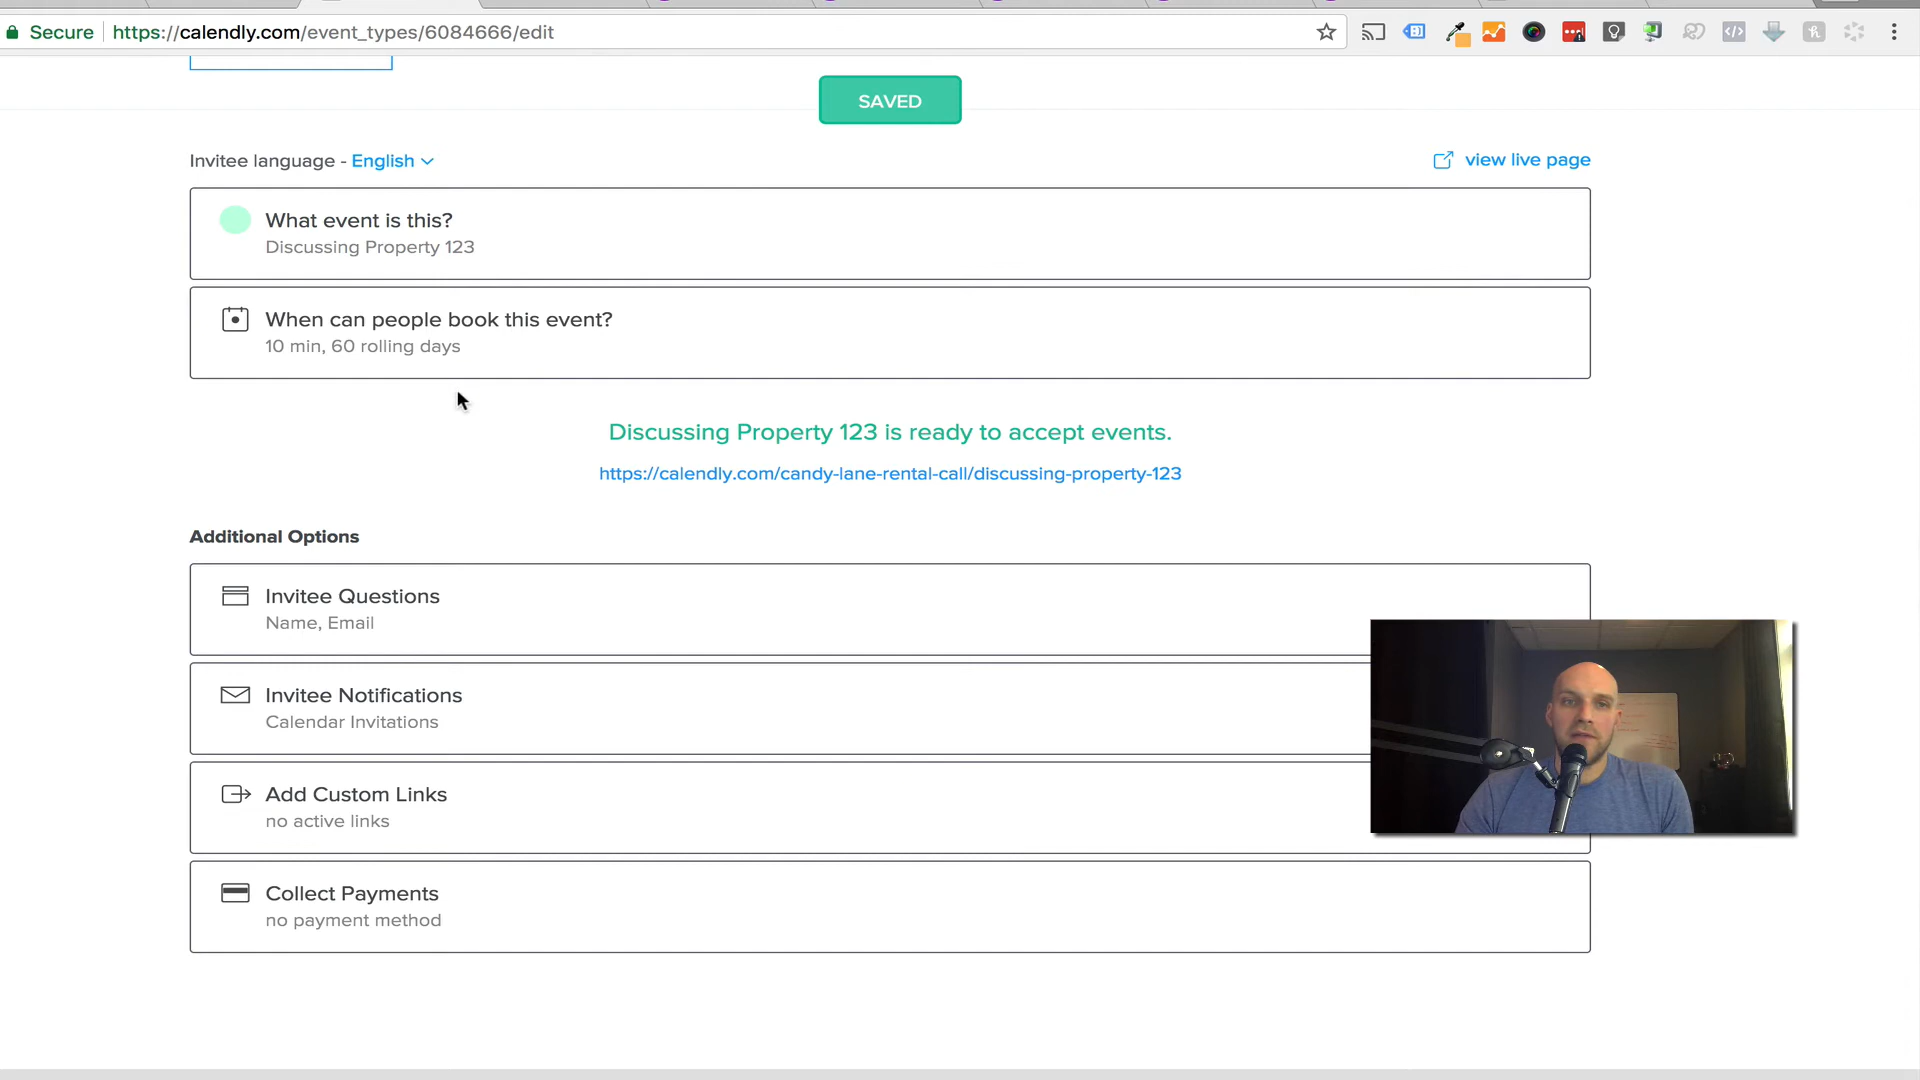 Secure https://calendly.com/event_types/6084666/edit
SAVED
Invitee language - English
view live page
What event is this?
Discussing Property 123
When can people book this event?
10 min, 60 rolling days
Discussing Property 123 is ready to accept events.
https://calendly.com/candy-lane-rental-call/discussing-property-123
Additional Options
Invitee Questions
Name, Email
Invitee Notifications
Calendar Invitations
Add Custom Links
no active links
Collect Payments
no payment method